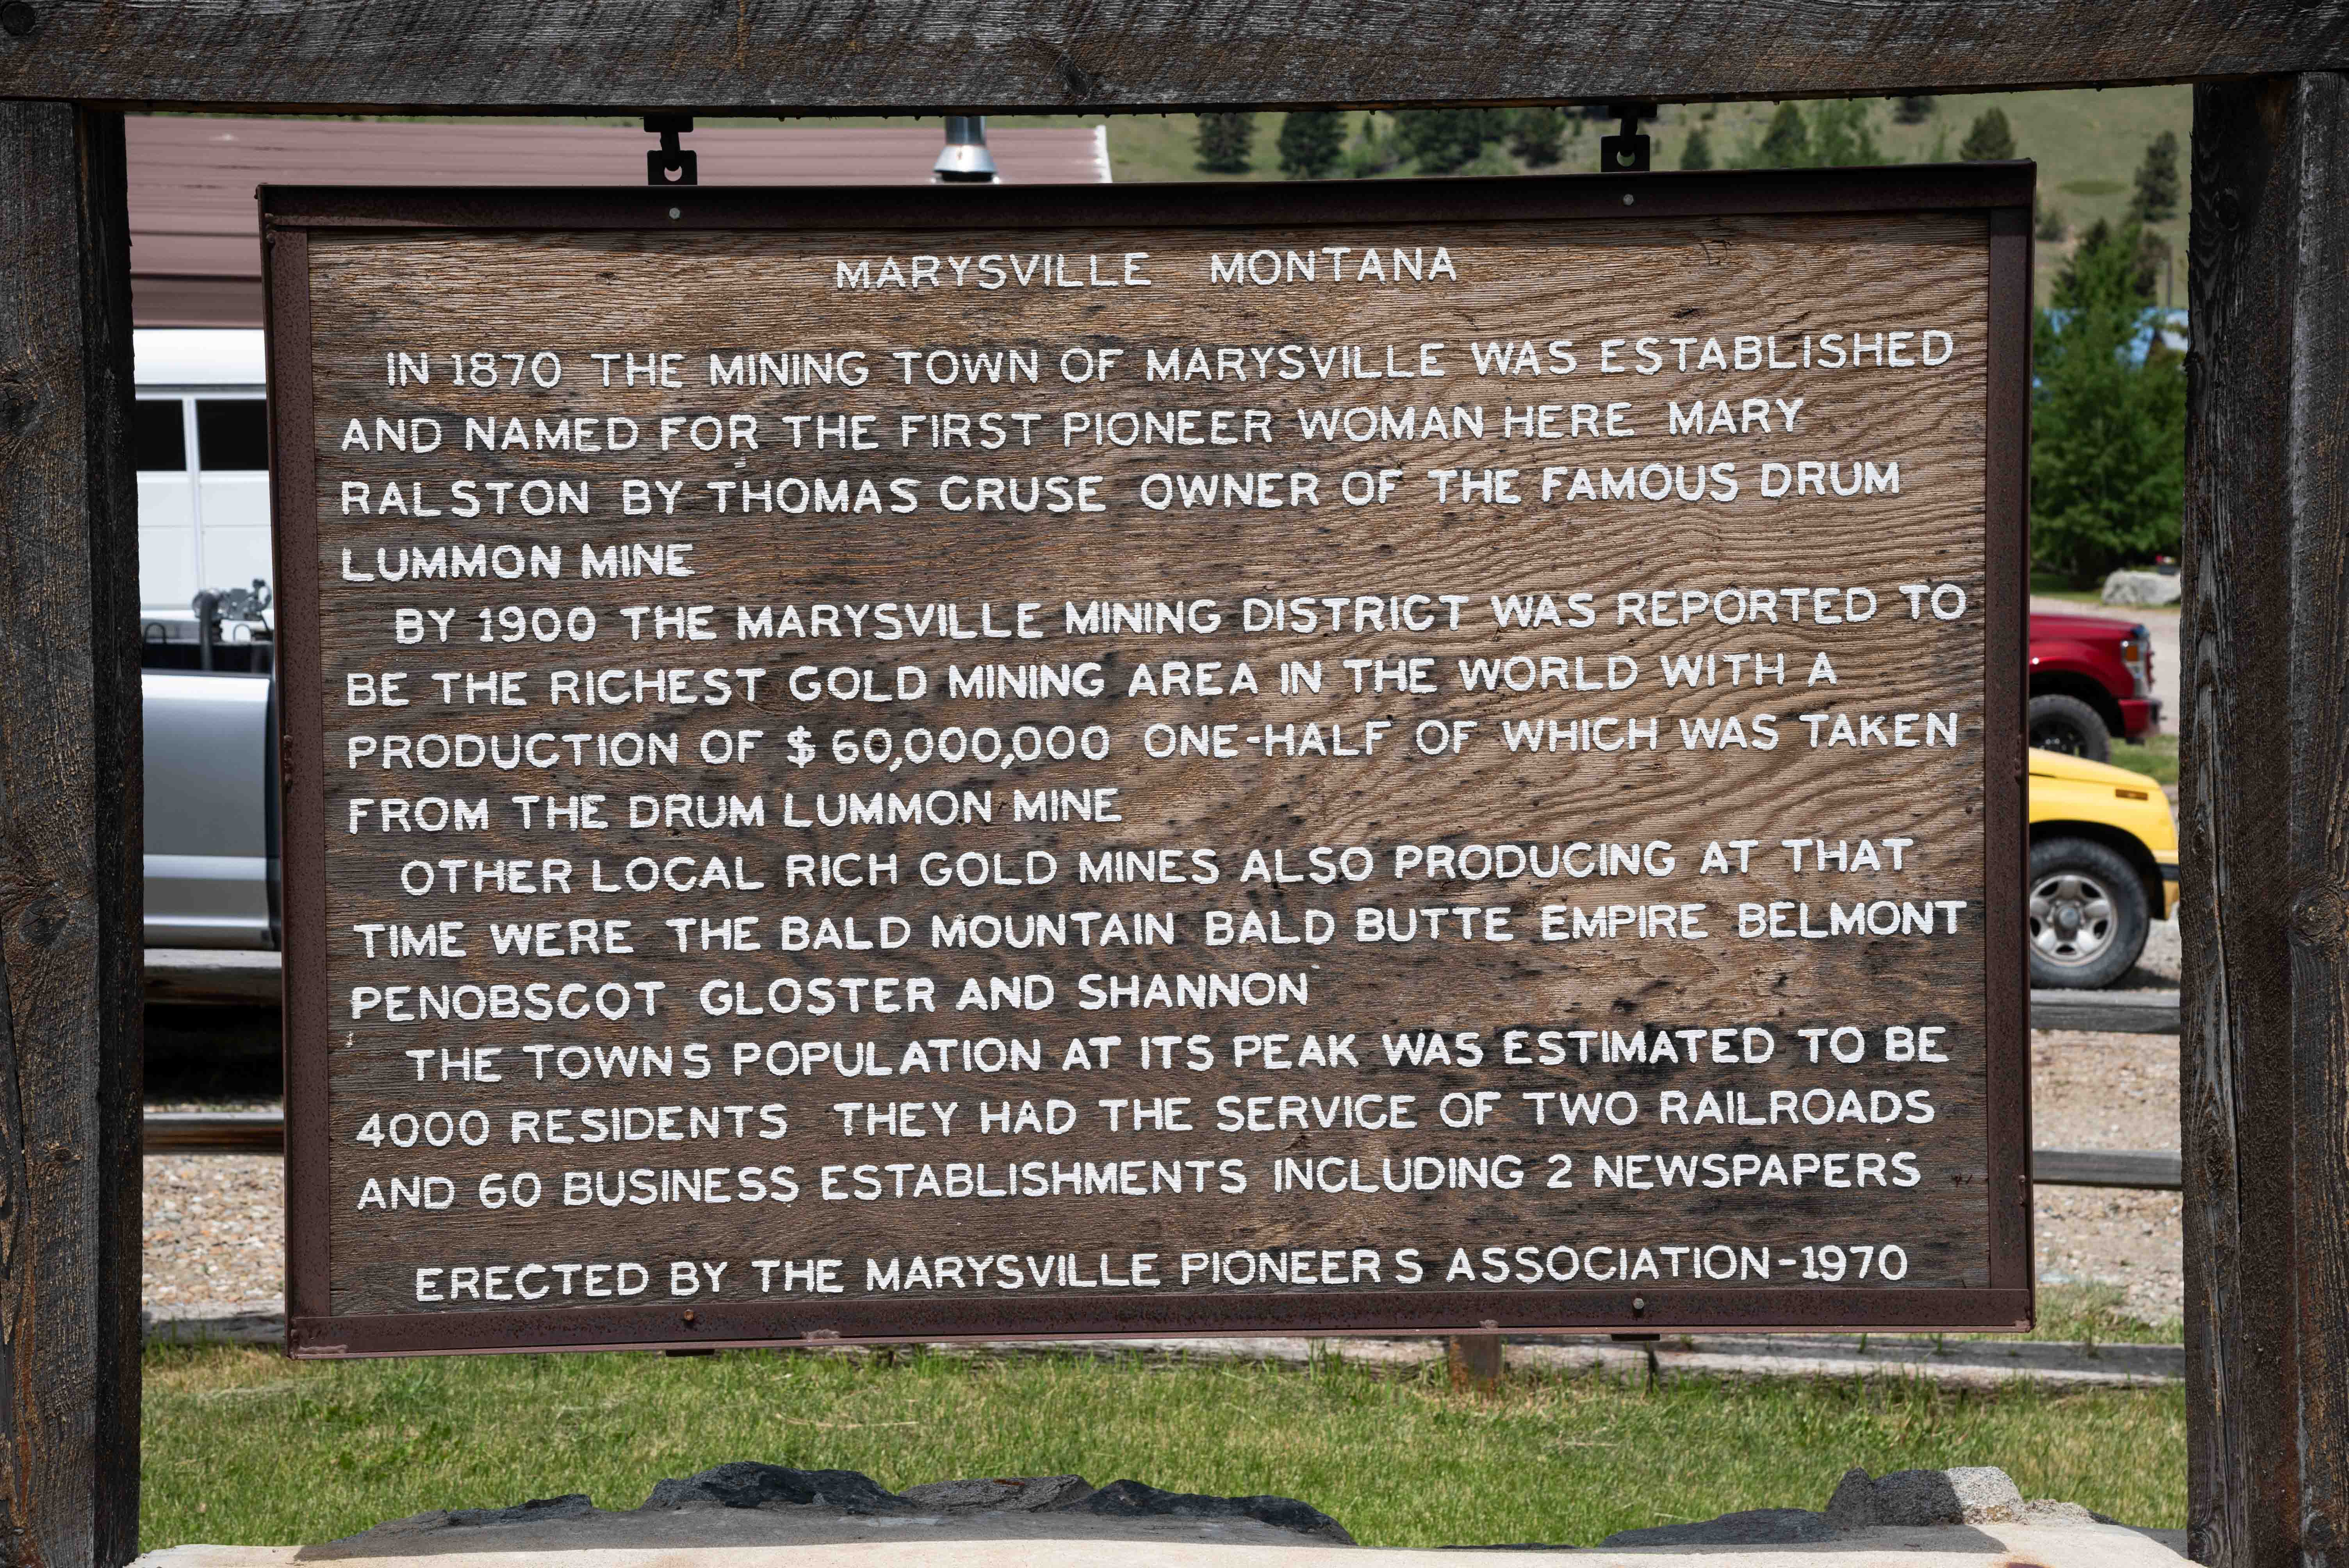 MARYSVILLE MONTANA
IN 1870 THE MINING TOWN OF MARYSVILLE WAS ESTABLISHED
AND NAMED FOR THE FIRST PIONEER WOMAN HERE MARY
RALSTON BY THOMAS CRUSE OWNER OF THE FAMOUS DRUM
LUMMON MINE
BY 1900 THE MARYSVILLE MINING DISTRICT WAS REPORTED TO
BE THE RICHEST GOLD MINING AREA IN THE WORLD WITH A
PRODUCTION OF $60,000,000 ONE-HALF OF WHICH WAS TAKEN
FROM THE DRUM LUMMON MINE
OTHER LOCAL RICH GOLD MINES ALSO PRODUCING AT THAT
TIME WERE THE BALD MOUNTAIN BALD BUTTE EMPIRE BELMONT
PENOBSCOT GLOSTER AND SHANNON
THE TOWNS POPULATION AT ITS PEAK WAS ESTIMATED TO BE
4000 RESIDENTS THEY HAD THE SERVICE OF TWO RAILROADS
AND 60 BUSINESS ESTABLISHMENTS INCLUDING 2 NEWSPAPERS
ERECTED BY THE MARYSVILLE PIONEERS ASSOCIATION-1970